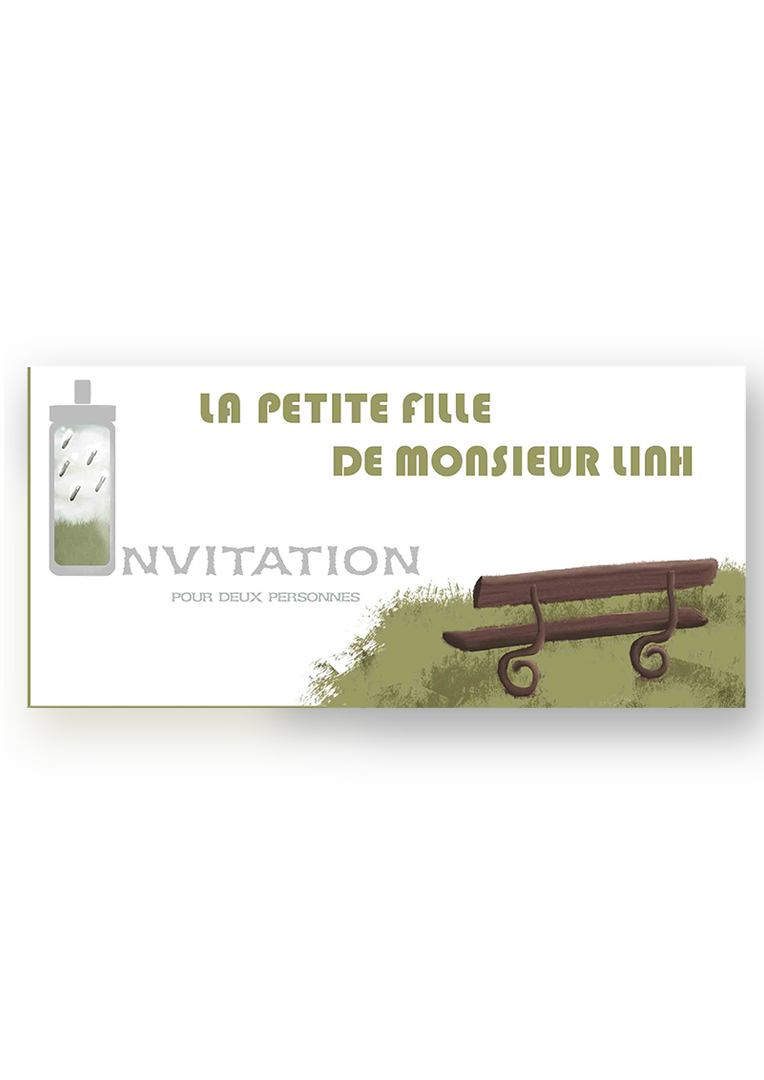 LA PETITE FILLE
DE MONSIEUR LINH
INVITATION
POUR DEUX PERSONNES